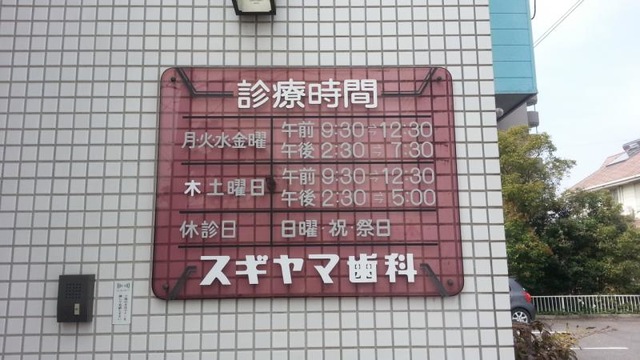 診療時間
月・火水金曜 午前 9:30→12:30
午後 2:30→7:30
木土曜日 午前 9:30→12:30
午後 2:30→5:00
休診日 日曜・祝・祭日
スギヤマ歯科